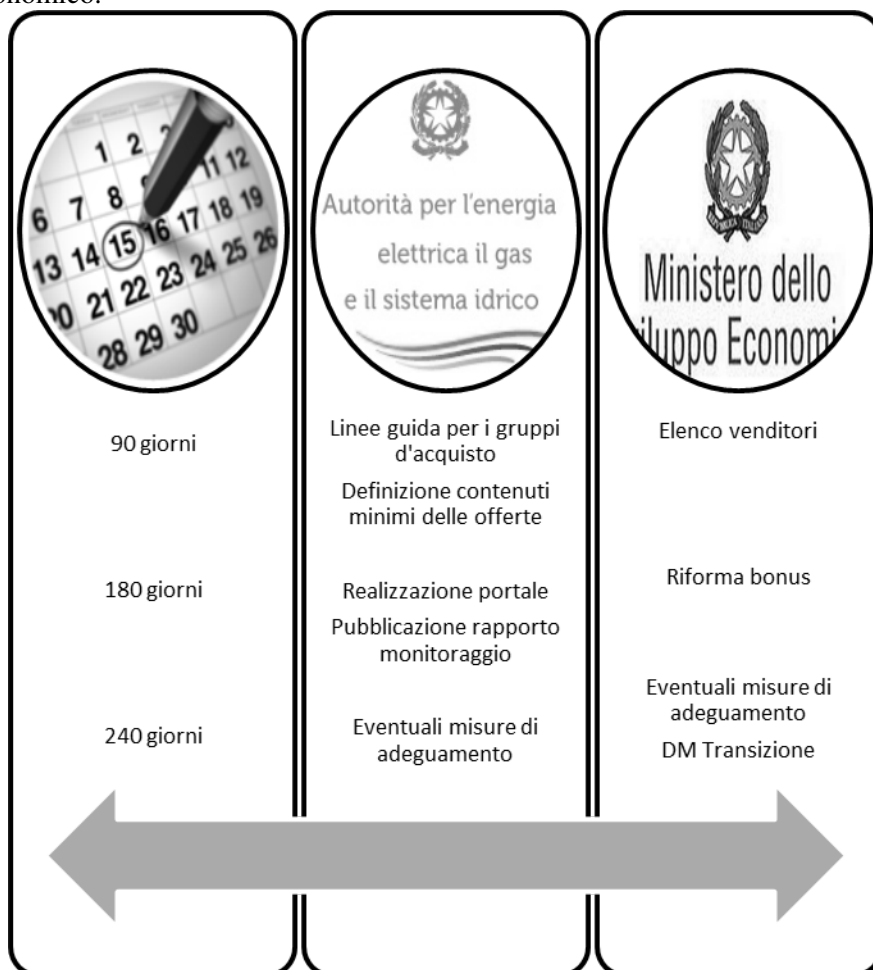 onomico.
1 2
6 7 8 11 12
13 14 15 16 17 18 19
20 21 22 23 24 25 26
28 29 30
Autorità per l'energia
elettrica il gas
e il sistema idrico
Ministero dello
iluppo Economi
90 giorni
Linee guida per i gruppi
d'acquisto
Definizione contenuti
minimi delle offerte
Elenco venditori
180 giorni
Realizzazione portale
Pubblicazione rapporto
monitoraggio
Riforma bonus
240 giorni
Eventuali misure di
adeguamento
Eventuali misure di
adeguamento
DM Transizione